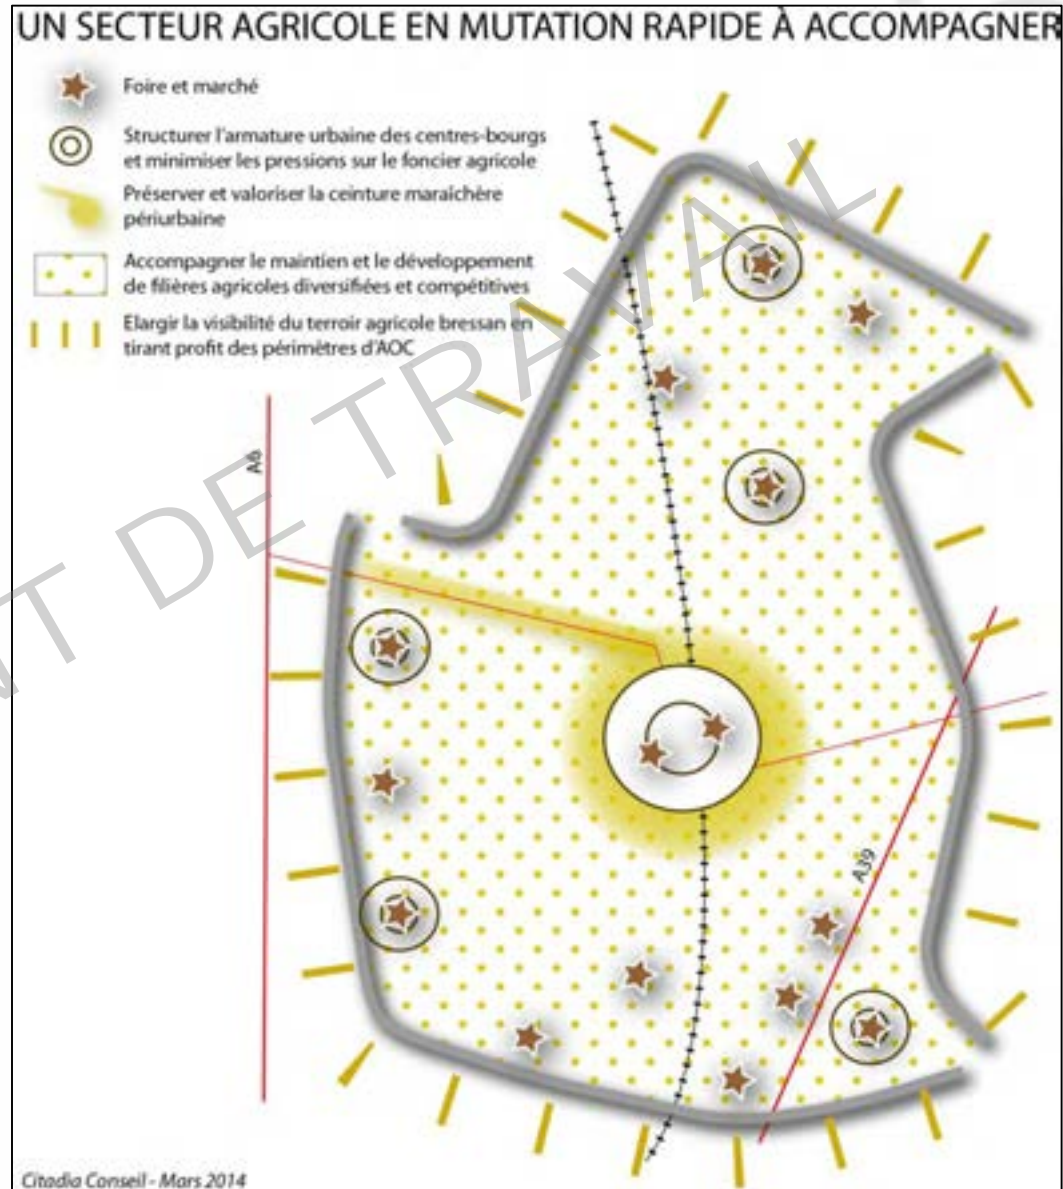 UN SECTEUR AGRICOLE EN MUTATION RAPIDE À ACCOMPAGNER
Foire et marché
Structurer l'armature urbaine des centres-bourgs
et minimiser les pressions sur le foncier agricole
Préserver et valoriser la ceinture maraîchère
périurbaine
Accompagner le maintien et le développement
de filières agricoles diversifiées et compétitives
Elargir la visibilité du terroir agricole bressan en
tirant profit des périmètres d'AOC
A6
A39
NT DE TRAVAIL
Citadia Conseil - Mars 2014